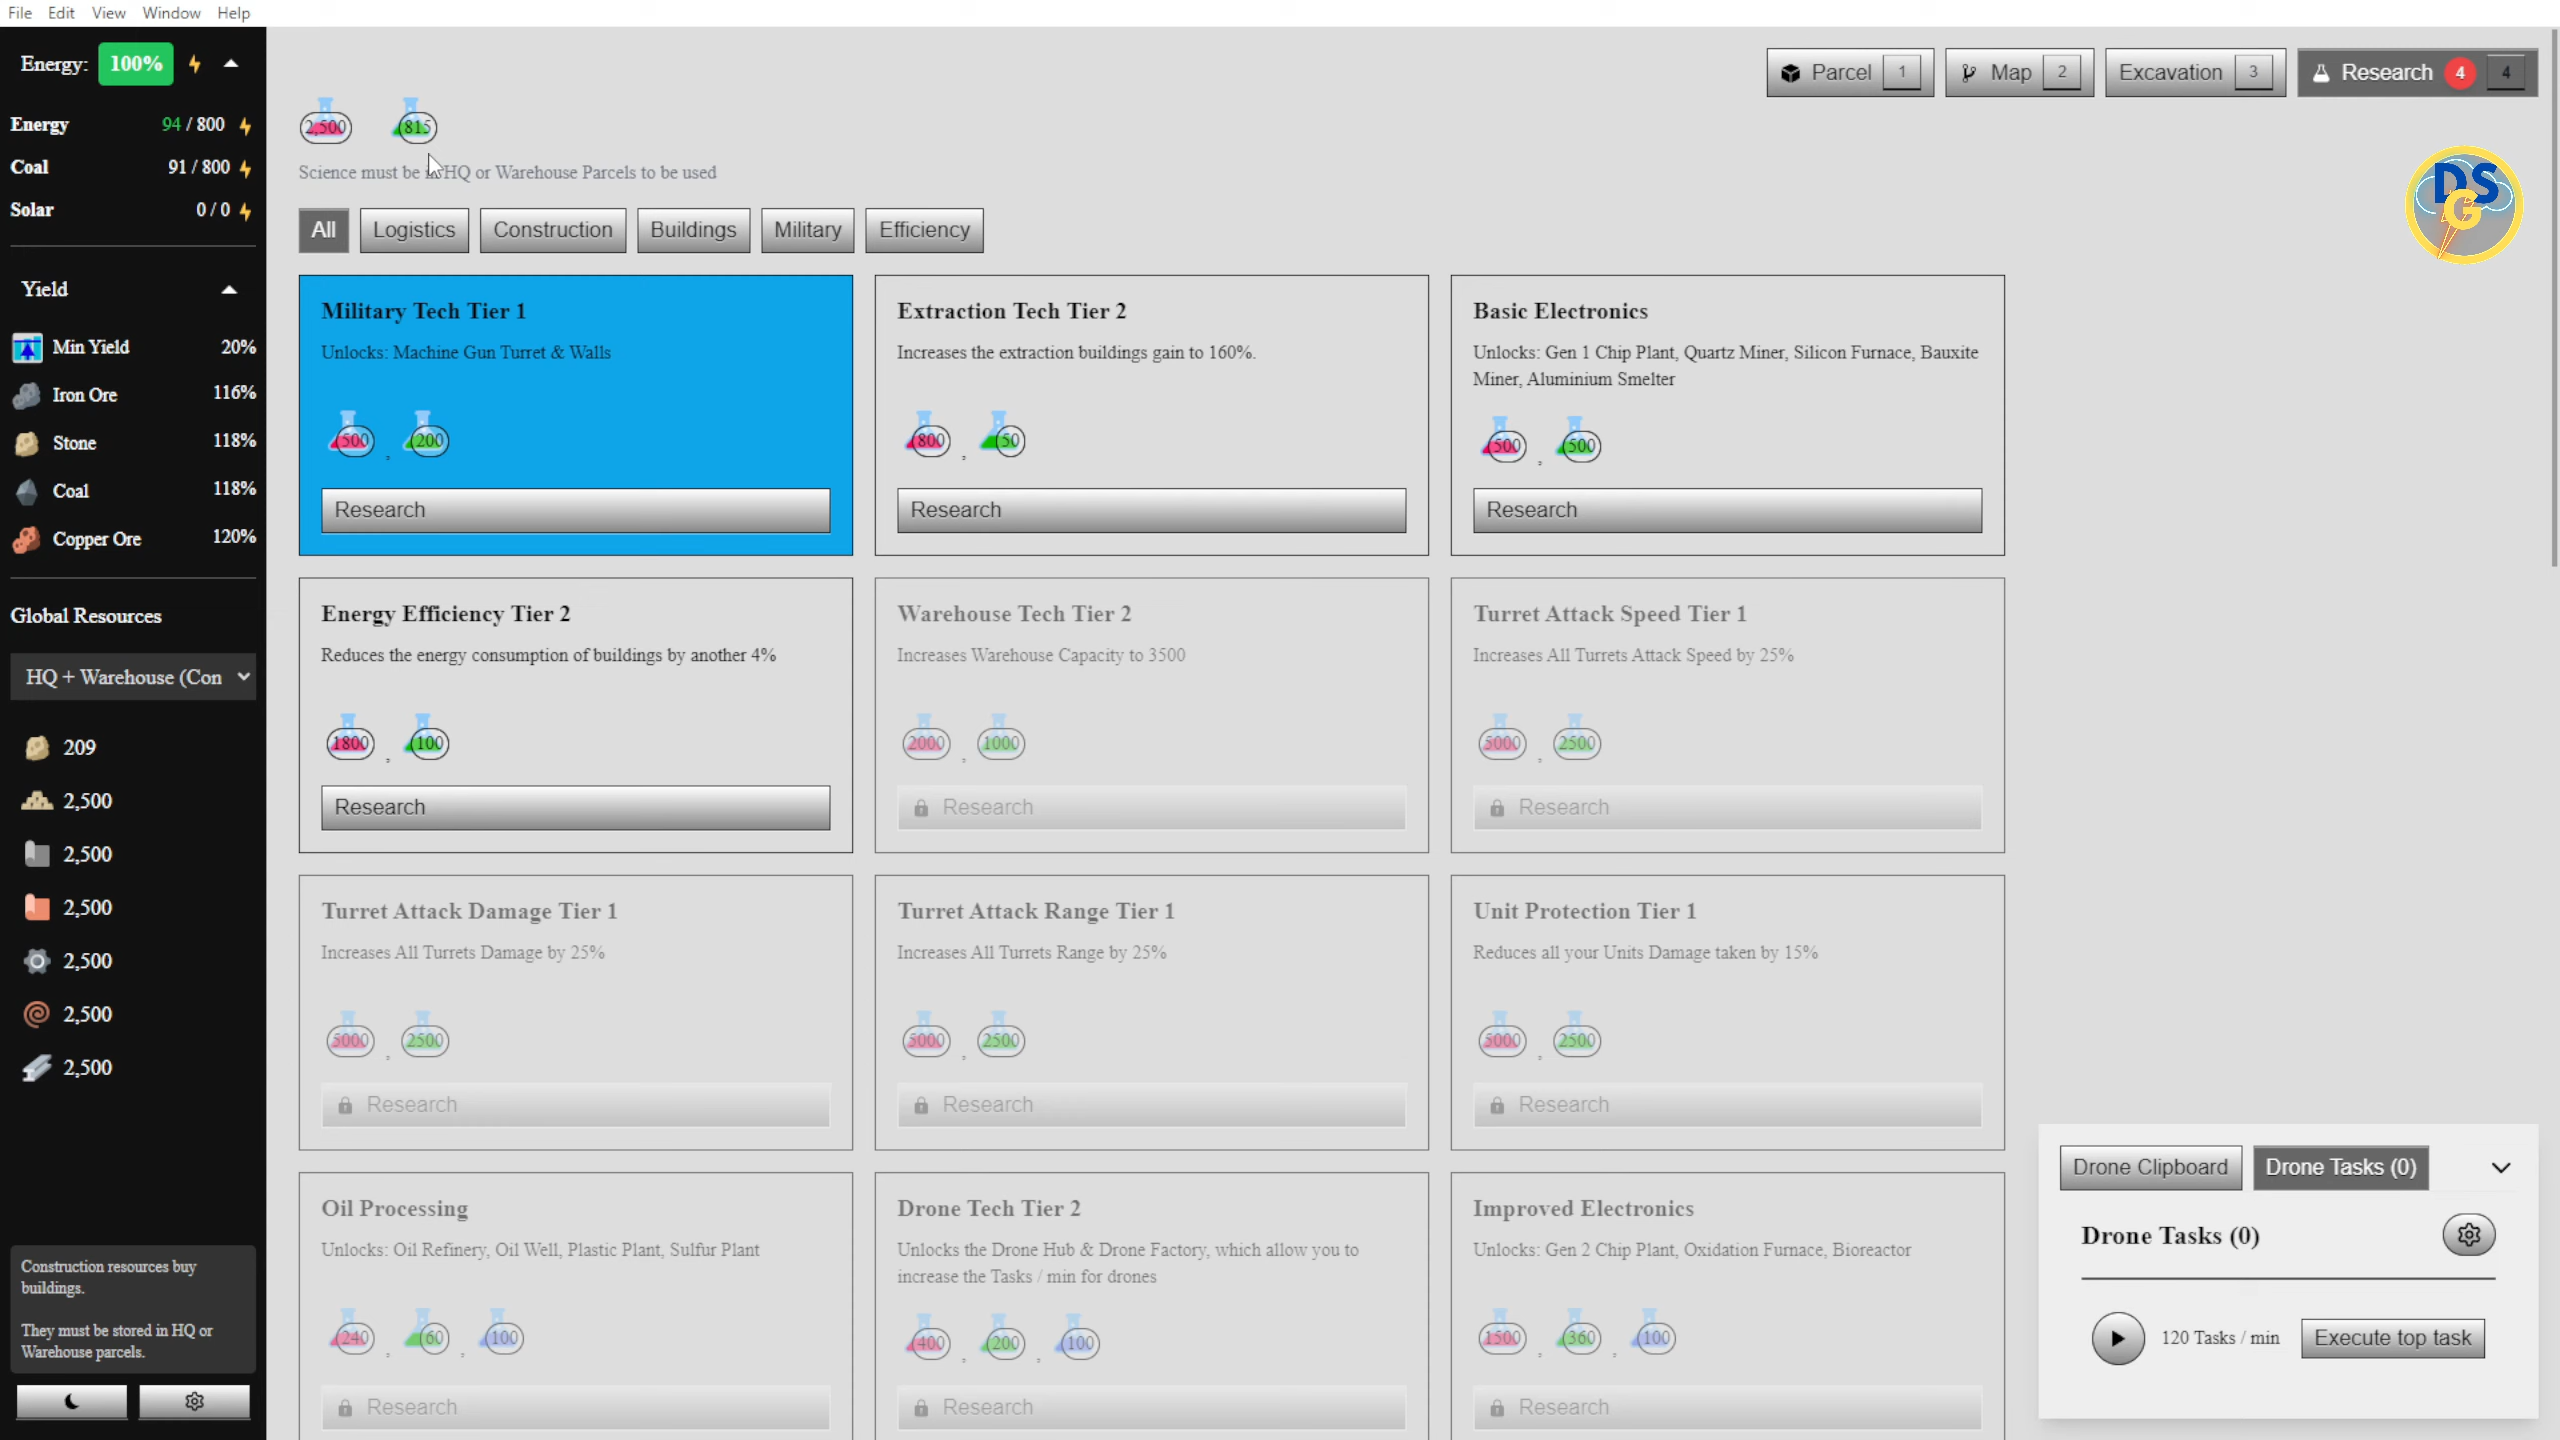 File Edit View Window Help
Energy: 100%
Energy 94 / 800
Coal 91 / 800
Solar 0 / 0
Yield
Min Yield 20%
Iron Ore 116%
Stone 118%
Coal 118%
Copper Ore 120%
Global Resources
HQ + Warehouse (Con
209
2,500
2,500
2,500
2,500
2,500
2,500
Construction resources buy
buildings.
They must be stored in HQ or
Warehouse parcels.
Parcel 1 Map 2 Excavation 3 Research 4 4
DSG
2,500 815
Science must be in HQ or Warehouse Parcels to be used
All Logistics Construction Buildings Military Efficiency
Military Tech Tier 1
Unlocks: Machine Gun Turret & Walls
500 , 200
Research
Extraction Tech Tier 2
Increases the extraction buildings gain to 160%.
800 , 50
Research
Basic Electronics
Unlocks: Gen 1 Chip Plant, Quartz Miner, Silicon Furnace, Bauxite
Miner, Aluminium Smelter
500 , 500
Research
Energy Efficiency Tier 2
Reduces the energy consumption of buildings by another 4%
1800 , 100
Research
Warehouse Tech Tier 2
Increases Warehouse Capacity to 3500
2000 , 1000
Research
Turret Attack Speed Tier 1
Increases All Turrets Attack Speed by 25%
5000 , 2500
Research
Turret Attack Damage Tier 1
Increases All Turrets Damage by 25%
5000 , 2500
Research
Turret Attack Range Tier 1
Increases All Turrets Range by 25%
5000 , 2500
Research
Unit Protection Tier 1
Reduces all your Units Damage taken by 15%
5000 , 2500
Research
Oil Processing
Unlocks: Oil Refinery, Oil Well, Plastic Plant, Sulfur Plant
240 , 60 , 100
Research
Drone Tech Tier 2
Unlocks the Drone Hub & Drone Factory, which allow you to
increase the Tasks / min for drones
400 , 200 , 100
Research
Improved Electronics
Unlocks: Gen 2 Chip Plant, Oxidation Furnace, Bioreactor
1500 , 360 , 100
Research
Drone Clipboard Drone Tasks (0)
Drone Tasks (0)
120 Tasks / min Execute top task